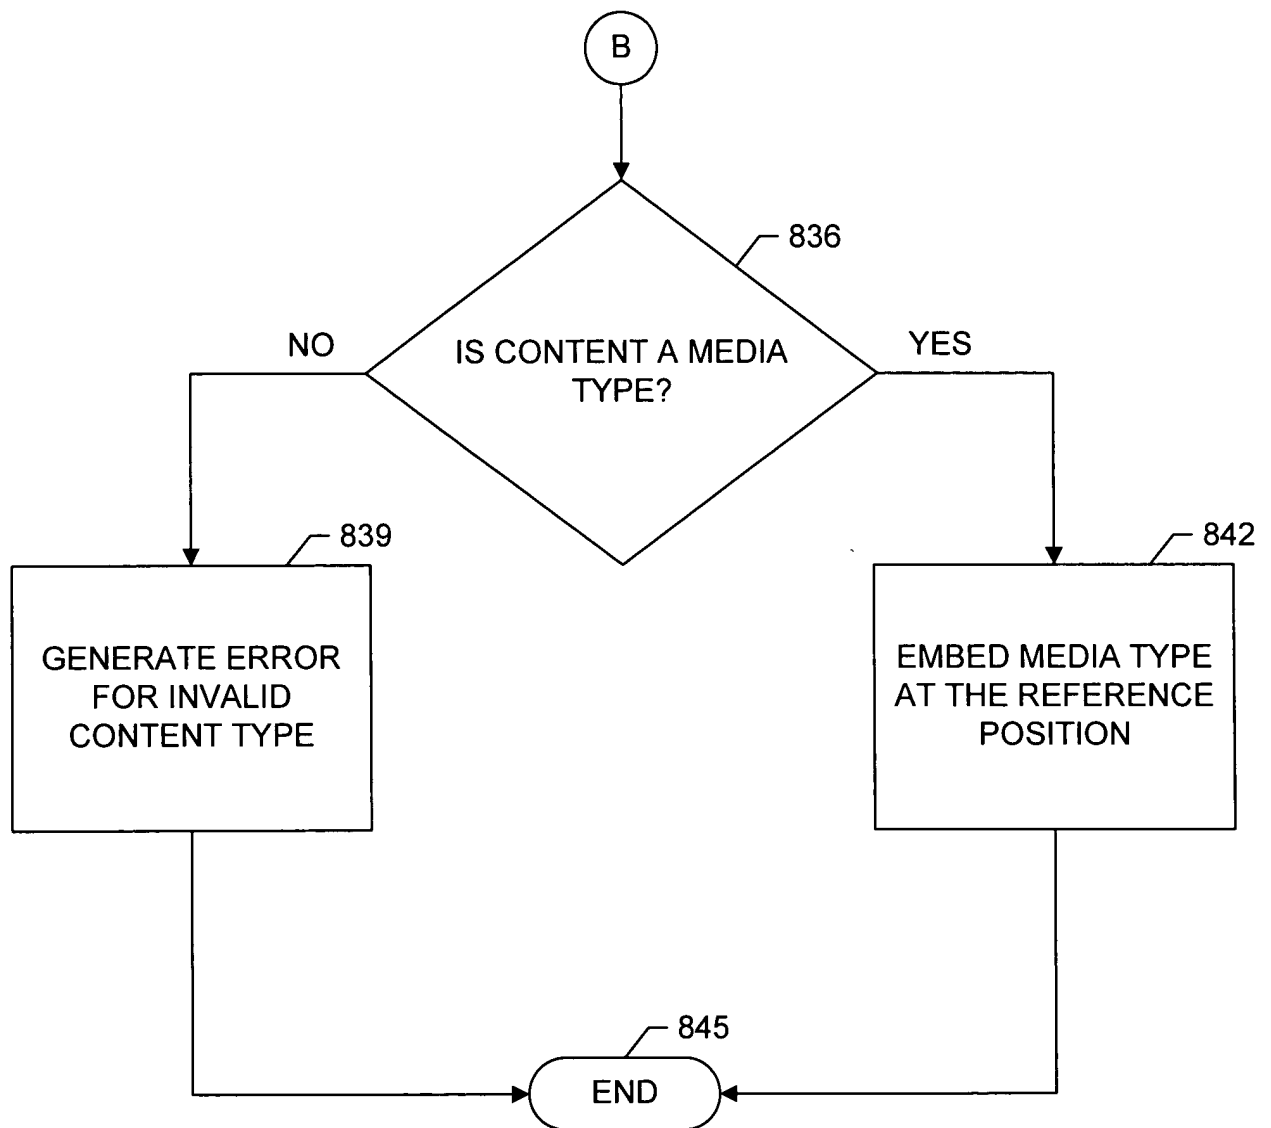 B
836
NO
IS CONTENT A MEDIA
TYPE?
YES
839
842
GENERATE ERROR
FOR INVALID
CONTENT TYPE
EMBED MEDIA TYPE
AT THE REFERENCE
POSITION
845
END